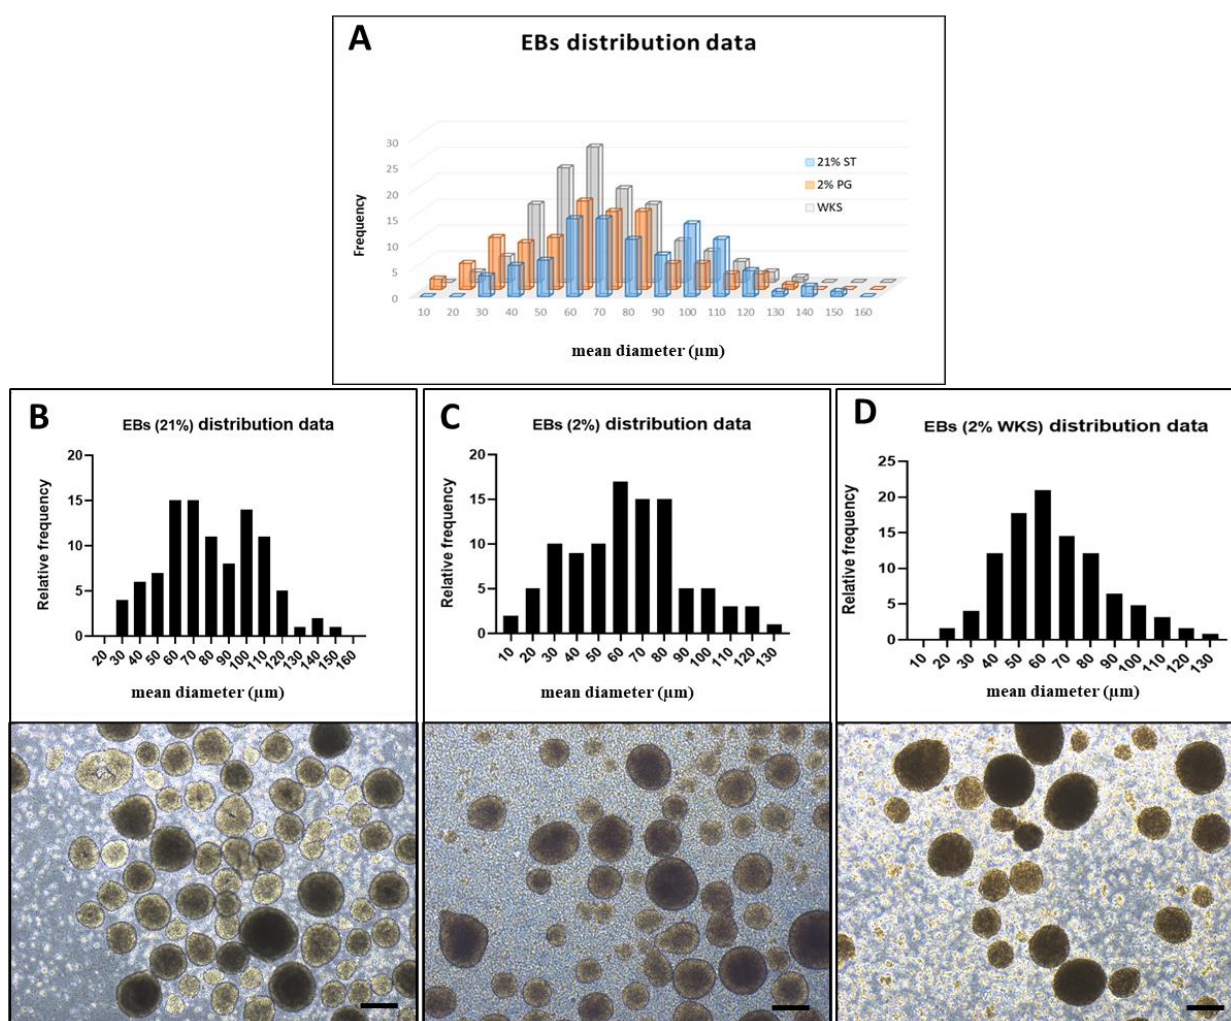 A
EBs distribution data
30
25
20
15
10
5
0
Frequency
21% ST
2% PG
WKS
10 20 30 40 50 60 70 80 90 100 110 120 130 140 150 160
mean diameter (µm)
B
EBs (21%) distribution data
20
15
10
5
0
Relative frequency
20 30 40 50 60 70 80 90 100 110 120 130 140 150 160
mean diameter (µm)
C
EBs (2%) distribution data
20
15
10
5
0
Relative frequency
10 20 30 40 50 60 70 80 90 100 110 120 130
mean diameter (µm)
D
EBs (2% WKS) distribution data
25
20
15
10
5
0
Relative frequency
10 20 30 40 50 60 70 80 90 100 110 120 130
mean diameter (µm)